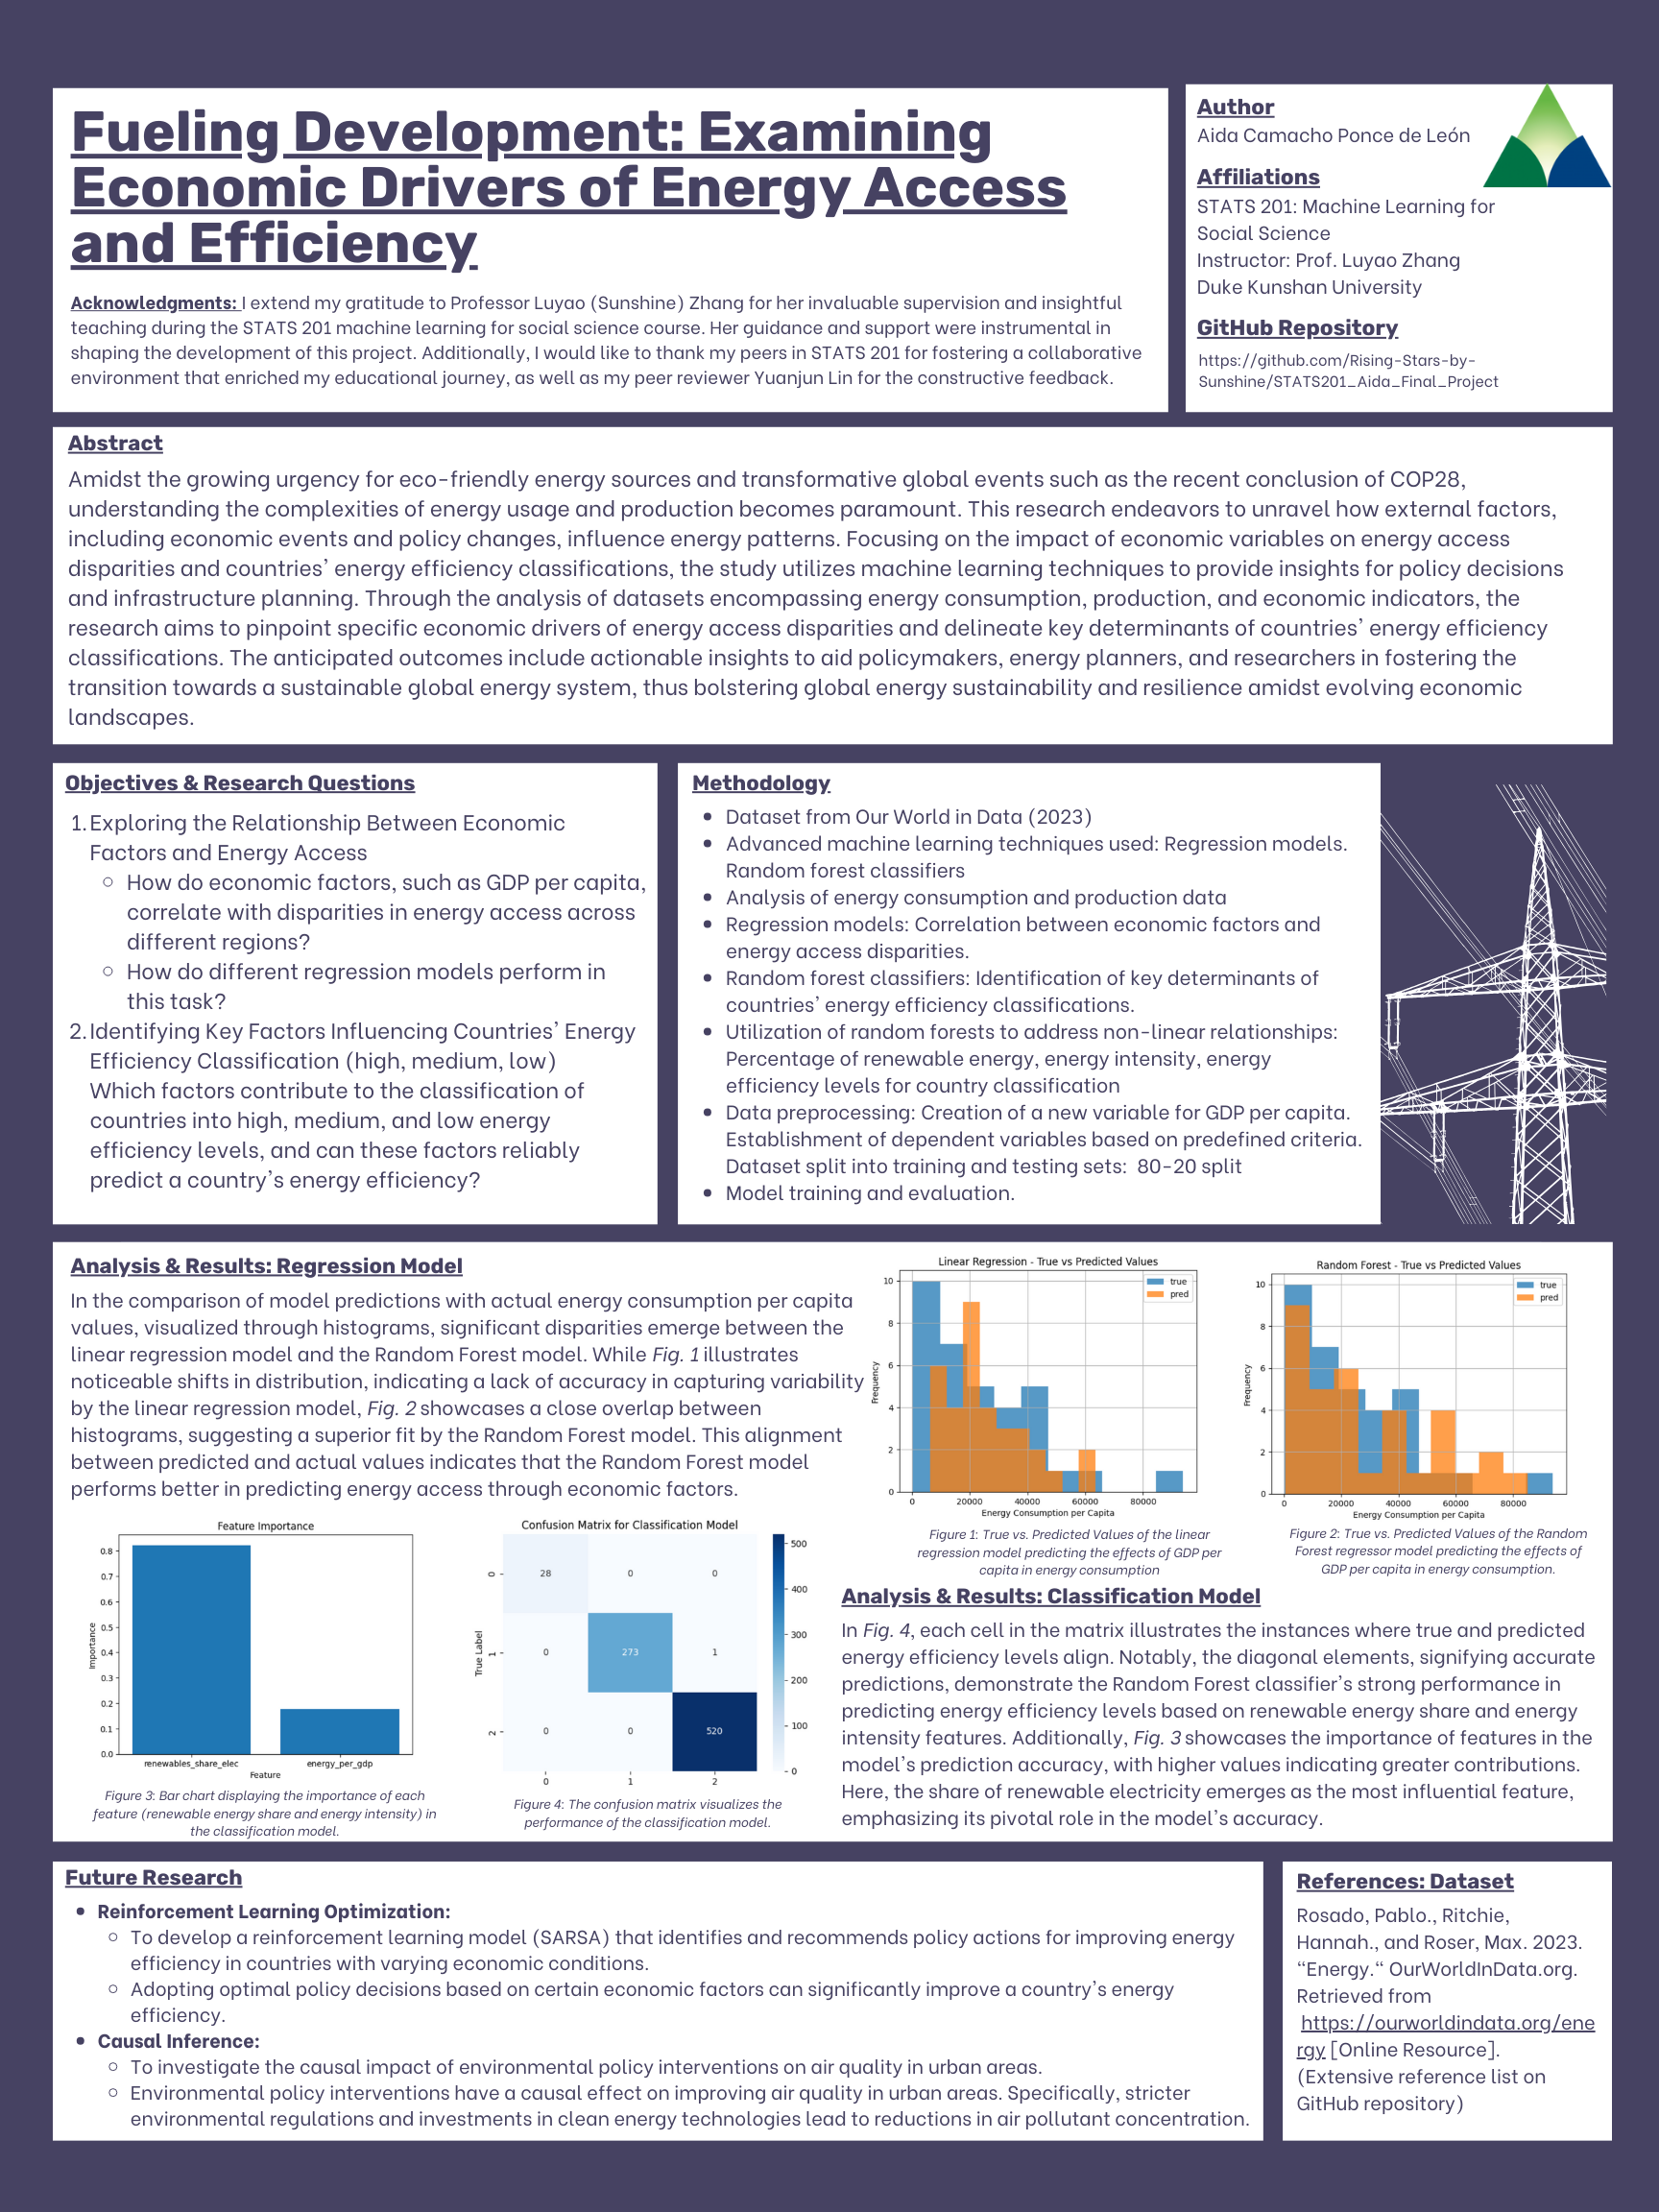 Fueling Development: Examining
Economic Drivers of Energy Access
and Efficiency
Acknowledgments: I extend my gratitude to Professor Luyao (Sunshine) Zhang for her invaluable supervision and insightful
teaching during the STATS 201 machine learning for social science course. Her guidance and support were instrumental in
shaping the development of this project. Additionally, I would like to thank my peers in STATS 201 for fostering a collaborative
environment that enriched my educational journey, as well as my peer reviewer Yuanjun Lin for the constructive feedback.
Author
Aida Camacho Ponce de León
Affiliations
STATS 201: Machine Learning for
Social Science
Instructor: Prof. Luyao Zhang
Duke Kunshan University
GitHub Repository
https://github.com/Rising-Stars-by-
Sunshine/STATS201_Aida_Final_Project
Abstract
Amidst the growing urgency for eco-friendly energy sources and transformative global events such as the recent conclusion of COP28,
understanding the complexities of energy usage and production becomes paramount. This research endeavors to unravel how external factors,
including economic events and policy changes, influence energy patterns. Focusing on the impact of economic variables on energy access
disparities and countries' energy efficiency classifications, the study utilizes machine learning techniques to provide insights for policy decisions
and infrastructure planning. Through the analysis of datasets encompassing energy consumption, production, and economic indicators, the
research aims to pinpoint specific economic drivers of energy access disparities and delineate key determinants of countries' energy efficiency
classifications. The anticipated outcomes include actionable insights to aid policymakers, energy planners, and researchers in fostering the
transition towards a sustainable global energy system, thus bolstering global energy sustainability and resilience amidst evolving economic
landscapes.
Objectives & Research Questions
1. Exploring the Relationship Between Economic
Factors and Energy Access
○ How do economic factors, such as GDP per capita,
correlate with disparities in energy access across
different regions?
○ How do different regression models perform in
this task?
2. Identifying Key Factors Influencing Countries' Energy
Efficiency Classification (high, medium, low)
Which factors contribute to the classification of
countries into high, medium, and low energy
efficiency levels, and can these factors reliably
predict a country's energy efficiency?
Methodology
• Dataset from Our World in Data (2023)
• Advanced machine learning techniques used: Regression models.
Random forest classifiers
• Analysis of energy consumption and production data
• Regression models: Correlation between economic factors and
energy access disparities.
• Random forest classifiers: Identification of key determinants of
countries' energy efficiency classifications.
• Utilization of random forests to address non-linear relationships:
Percentage of renewable energy, energy intensity, energy
efficiency levels for country classification
• Data preprocessing: Creation of a new variable for GDP per capita.
Establishment of dependent variables based on predefined criteria.
Dataset split into training and testing sets: 80-20 split
• Model training and evaluation.
Analysis & Results: Regression Model
In the comparison of model predictions with actual energy consumption per capita
values, visualized through histograms, significant disparities emerge between the
linear regression model and the Random Forest model. While Fig. 1 illustrates
noticeable shifts in distribution, indicating a lack of accuracy in capturing variability
by the linear regression model, Fig. 2 showcases a close overlap between
histograms, suggesting a superior fit by the Random Forest model. This alignment
between predicted and actual values indicates that the Random Forest model
performs better in predicting energy access through economic factors.
Linear Regression - True vs Predicted Values
true
pred
10
8
6
4
2
0
Frequency
0 20000 40000 60000 80000
Energy Consumption per Capita
Figure 1: True vs. Predicted Values of the linear
regression model predicting the effects of GDP per
capita in energy consumption
Random Forest - True vs Predicted Values
true
pred
10
8
6
4
2
0
Frequency
0 20000 40000 60000 80000
Energy Consumption per Capita
Figure 2: True vs. Predicted Values of the Random
Forest regressor model predicting the effects of
GDP per capita in energy consumption.
Feature Importance
0.8
0.7
0.6
0.5
0.4
0.3
0.2
0.1
0.0
Importance
renewables_share_elec energy_per_gdp
Feature
Figure 3: Bar chart displaying the importance of each
feature (renewable energy share and energy intensity) in
the classification model.
Confusion Matrix for Classification Model
True Label
0 28 0 0
1 0 273 1
2 0 0 520
0 1 2
500
400
300
200
100
0
Figure 4: The confusion matrix visualizes the
performance of the classification model.
Analysis & Results: Classification Model
In Fig. 4, each cell in the matrix illustrates the instances where true and predicted
energy efficiency levels align. Notably, the diagonal elements, signifying accurate
predictions, demonstrate the Random Forest classifier's strong performance in
predicting energy efficiency levels based on renewable energy share and energy
intensity features. Additionally, Fig. 3 showcases the importance of features in the
model's prediction accuracy, with higher values indicating greater contributions.
Here, the share of renewable electricity emerges as the most influential feature,
emphasizing its pivotal role in the model's accuracy.
Future Research
• Reinforcement Learning Optimization:
○ To develop a reinforcement learning model (SARSA) that identifies and recommends policy actions for improving energy
efficiency in countries with varying economic conditions.
○ Adopting optimal policy decisions based on certain economic factors can significantly improve a country's energy
efficiency.
• Causal Inference:
○ To investigate the causal impact of environmental policy interventions on air quality in urban areas.
○ Environmental policy interventions have a causal effect on improving air quality in urban areas. Specifically, stricter
environmental regulations and investments in clean energy technologies lead to reductions in air pollutant concentration.
References: Dataset
Rosado, Pablo., Ritchie,
Hannah., and Roser, Max. 2023.
"Energy." OurWorldInData.org.
Retrieved from
https://ourworldindata.org/ene
rgy [Online Resource].
(Extensive reference list on
GitHub repository)